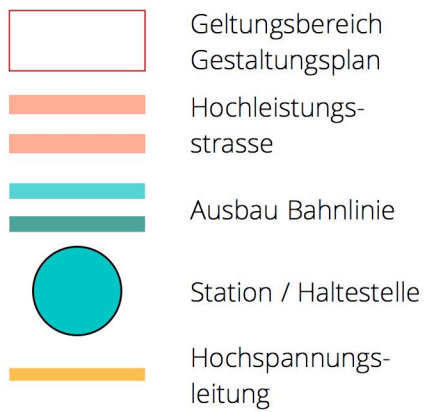 Geltungsbereich
Gestaltungsplan
Hochleistungs-
strasse
Ausbau Bahnlinie
Station / Haltestelle
Hochspannungs-
leitung